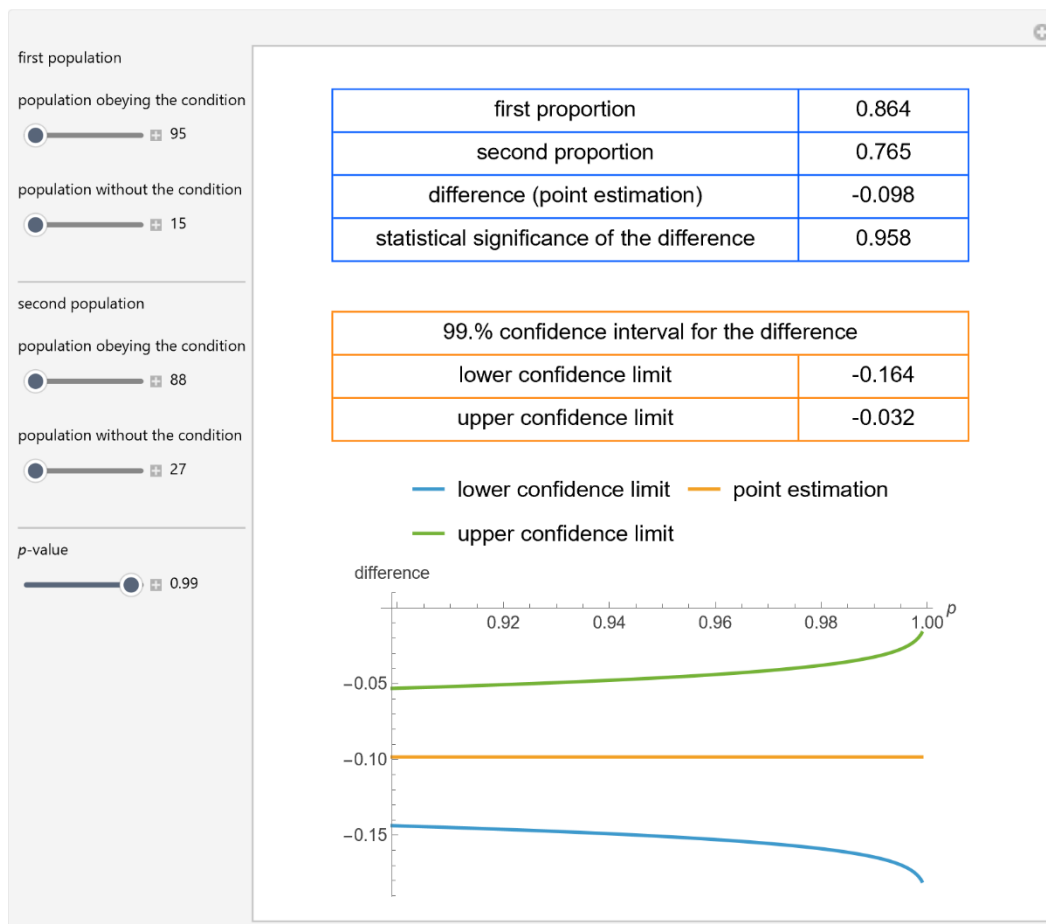 first population
population obeying the condition
95
population without the condition
15
second population
population obeying the condition
88
population without the condition
27
p-value
0.99
first proportion 0.864
second proportion 0.765
difference (point estimation) -0.098
statistical significance of the difference 0.958
99.% confidence interval for the difference
lower confidence limit -0.164
upper confidence limit -0.032
lower confidence limit point estimation
upper confidence limit
difference
p
0.92 0.94 0.96 0.98 1.00
−0.05
−0.10
−0.15